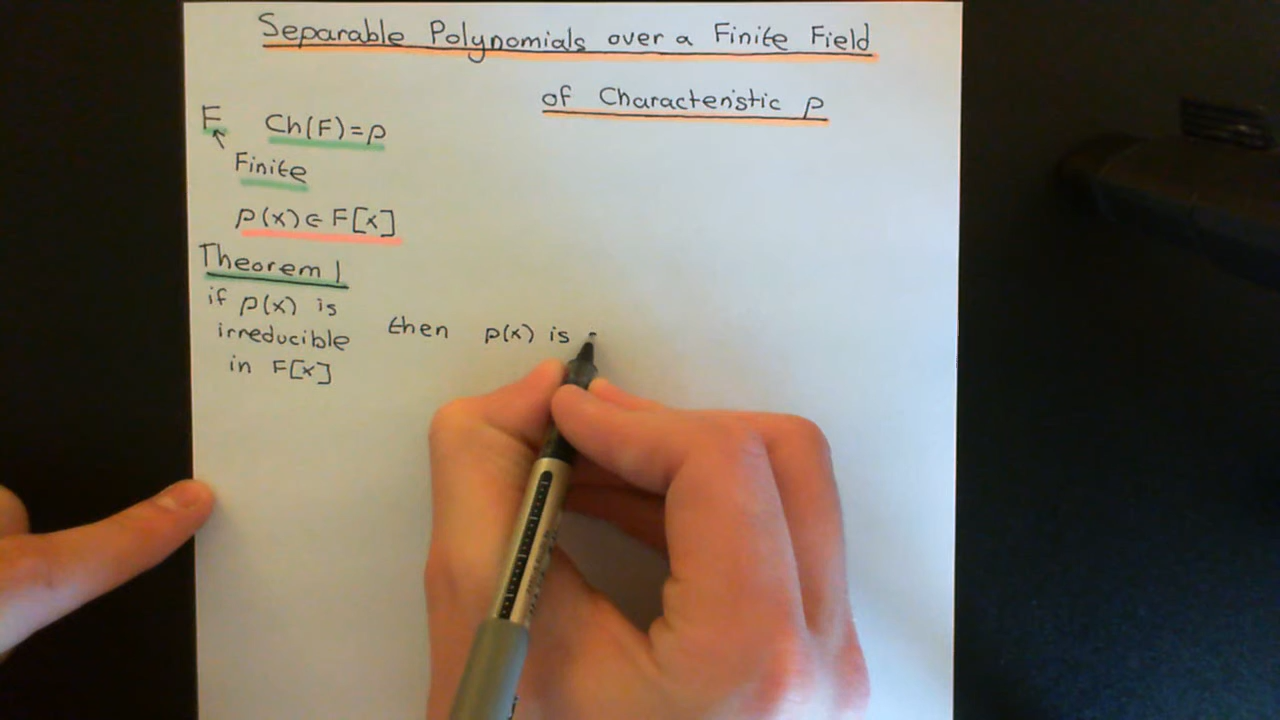 Separable Polynomials over a Finite Field
of Characteristic p
F Ch(F)=p
Finite
p(x)∈F[x]
Theorem 1
if p(x) is
irreducible then p(x) is
in F[x]